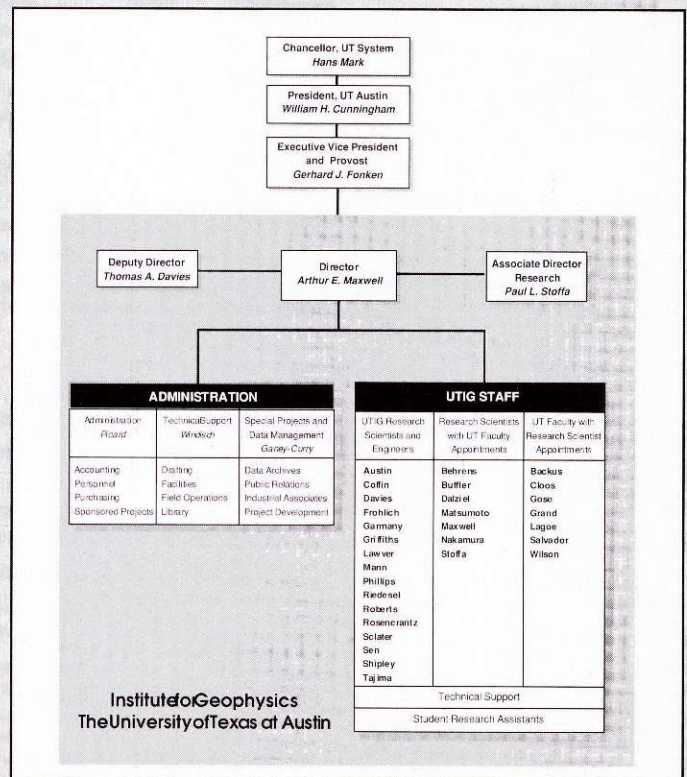 Chancellor, UT System
Hans Mark
President, UT Austin
William H. Cunningham
Executive Vice President
and Provost
Gerhard J. Fonken
Deputy Director
Thomas A. Davies
Director
Arthur E. Maxwell
Associate Director
Research
Paul L. Stoffa
ADMINISTRATION
Administration
Picard
TechnicalSupport
Windisch
Special Projects and
Data Management
Ganey-Curry
Accounting
Personnel
Purchasing
Sponsored Projects
Drafting
Facilities
Field Operations
Library
Data Archives
Public Relations
Industrial Associates
Project Development
UTIG STAFF
UTIG Research
Scientists and
Engineers
Research Scientists
with UT Faculty
Appointments
UT Faculty with
Research Scientist
Appointments
Austin
Coffin
Davies
Frohlich
Garmany
Griffiths
Lawver
Mann
Phillips
Riedesel
Roberts
Rosencrantz
Sclater
Sen
Shipley
Tajima
Behrens
Buffler
Dalziel
Matsumoto
Maxwell
Nakamura
Stoffa
Backus
Cloos
Gose
Grand
Lagoe
Salvador
Wilson
Technical Support
Student Research Assistants
InstituteforGeophysics
TheUniversityofTexas at Austin